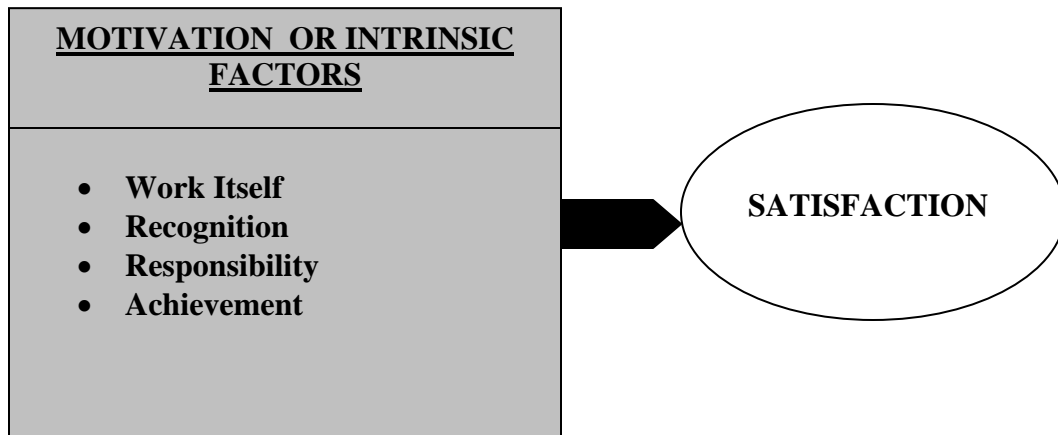 MOTIVATION OR INTRINSIC
FACTORS
• Work Itself
• Recognition
• Responsibility
• Achievement
SATISFACTION